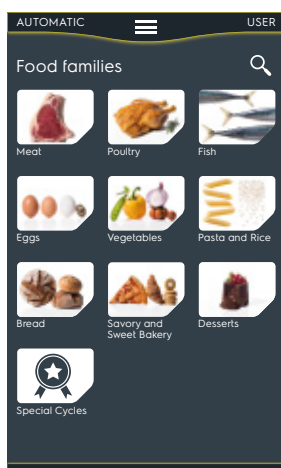 AUTOMATIC USER
Food families
Meat Poultry Fish
Eggs Vegetables Pasta and Rice
Bread Savory and Desserts
Sweet Bakery
Special Cycles